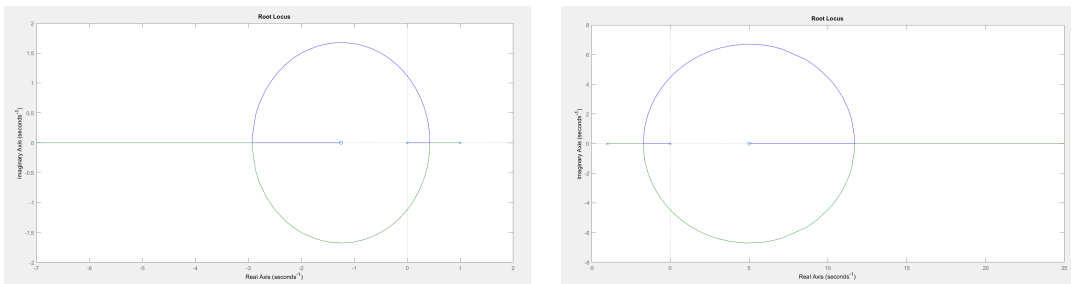 Root Locus
2
1.5
1
0.5
0
-0.5
-1
-1.5
-2
Imaginary Axis (seconds⁻¹)
-7 -6 -5 -4 -3 -2 -1 0 1 2
Real Axis (seconds⁻¹)
Root Locus
8
6
4
2
0
-2
-4
-6
-8
Imaginary Axis (seconds⁻¹)
-5 0 5 10 15 20 25
Real Axis (seconds⁻¹)